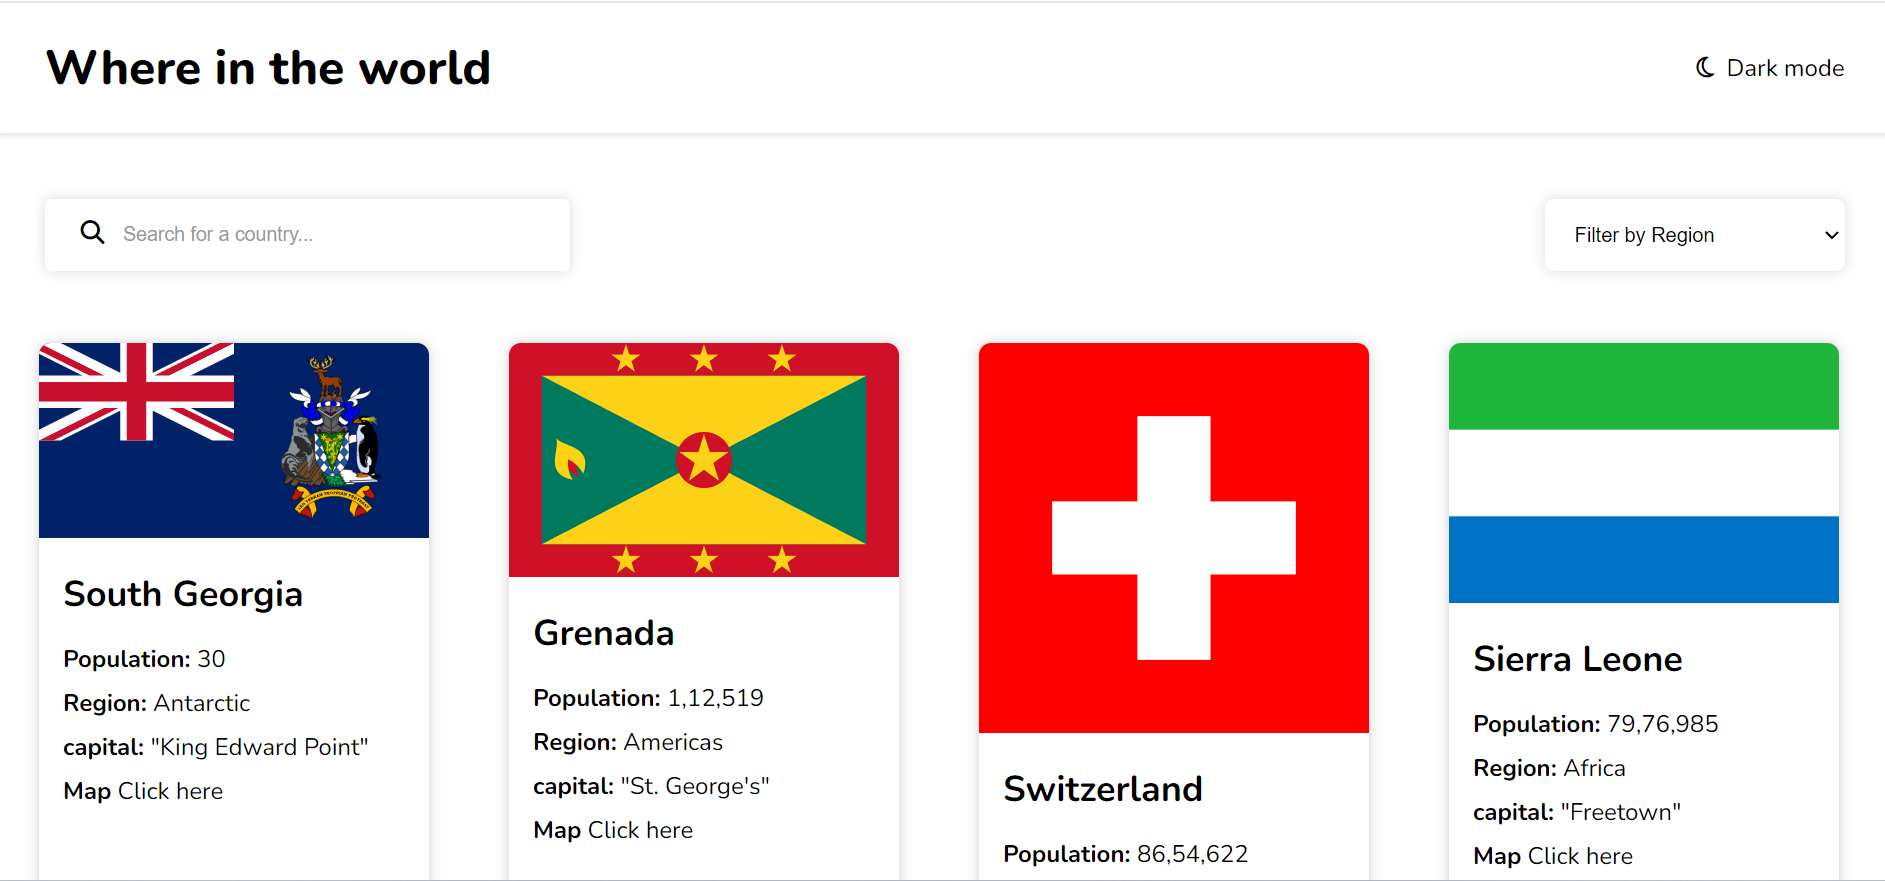 Where in the world
Dark mode
Search for a country...
Filter by Region
South Georgia
Population: 30
Region: Antarctic
capital: "King Edward Point"
Map Click here
Grenada
Population: 1,12,519
Region: Americas
capital: "St. George's"
Map Click here
Switzerland
Population: 86,54,622
Sierra Leone
Population: 79,76,985
Region: Africa
capital: "Freetown"
Map Click here